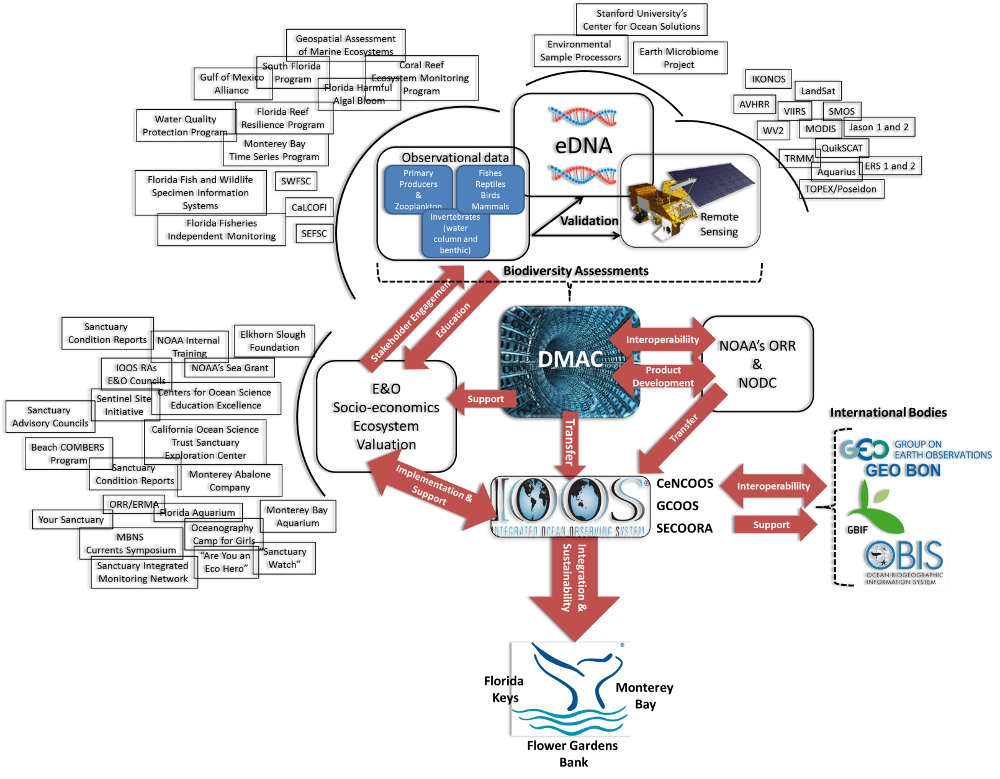 Stanford University's
Center for Ocean Solutions
Environmental
Sample Processors
Earth Microbiome
Project
Geospatial Assessment
of Marine Ecosystems
South Florida
Program
Coral Reef
Ecosystem Monitoring
Program
Gulf of Mexico
Alliance
Florida Harmful
Algal Bloom
Florida Reef
Resilience Program
Water Quality
Protection Program
Monterey Bay
Time Series Program
Florida Fish and Wildlife
Specimen Information
Systems
SWFSC
CaLCOFI
Florida Fisheries
Independent Monitoring
SEFSC
IKONOS
LandSat
AVHRR
VIIRS
SMOS
WV2
MODIS
Jason 1 and 2
QuikSCAT
TRMM
Aquarius
ERS 1 and 2
TOPEX/Poseidon
eDNA
Observational data
Primary
Producers
&
Zooplankton
Fishes
Reptiles
Birds
Mammals
Invertebrates
(water
column and
benthic)
Validation
Remote
Sensing
Biodiversity Assessments
Stakeholder Engagement
Education
DMAC
Interoperabiliity
Product
Development
NOAA's ORR
&
NODC
Support
Transfer
Transfer
E&O
Socio-economics
Ecosystem
Valuation
Implementation &
Support
Sanctuary
Condition Reports
NOAA Internal
Training
Elkhorn Slough
Foundation
IOOS RAs
E&O Councils
NOAA's Sea Grant
Sentinel Site
Initiative
Centers for Ocean Science
Education Excellence
Sanctuary
Advisory Councils
California Ocean Science
Trust Sanctuary
Exploration Center
Beach COMBERS
Program
Sanctuary
Condition Reports
Monterey Abalone
Company
ORR/ERMA
Florida Aquarium
Monterey Bay
Aquarium
Your Sanctuary
Oceanography
Camp for Girls
MBNS
Currents Symposium
"Are You an
Eco Hero"
"Sanctuary
Watch"
Sanctuary Integrated
Monitoring Network
IOOS®
INTEGRATED OCEAN OBSERVING SYSTEM
CeNCOOS
GCOOS
SECOORA
Interoperabiliity
Support
International Bodies
GEO
GROUP ON
EARTH OBSERVATIONS
GEO BON
GBIF
OBIS
OCEAN BIOGEOGRAPHIC
INFORMATION SYSTEM
Integration &
Sustainability
®
Florida
Keys
Monterey
Bay
Flower Gardens
Bank